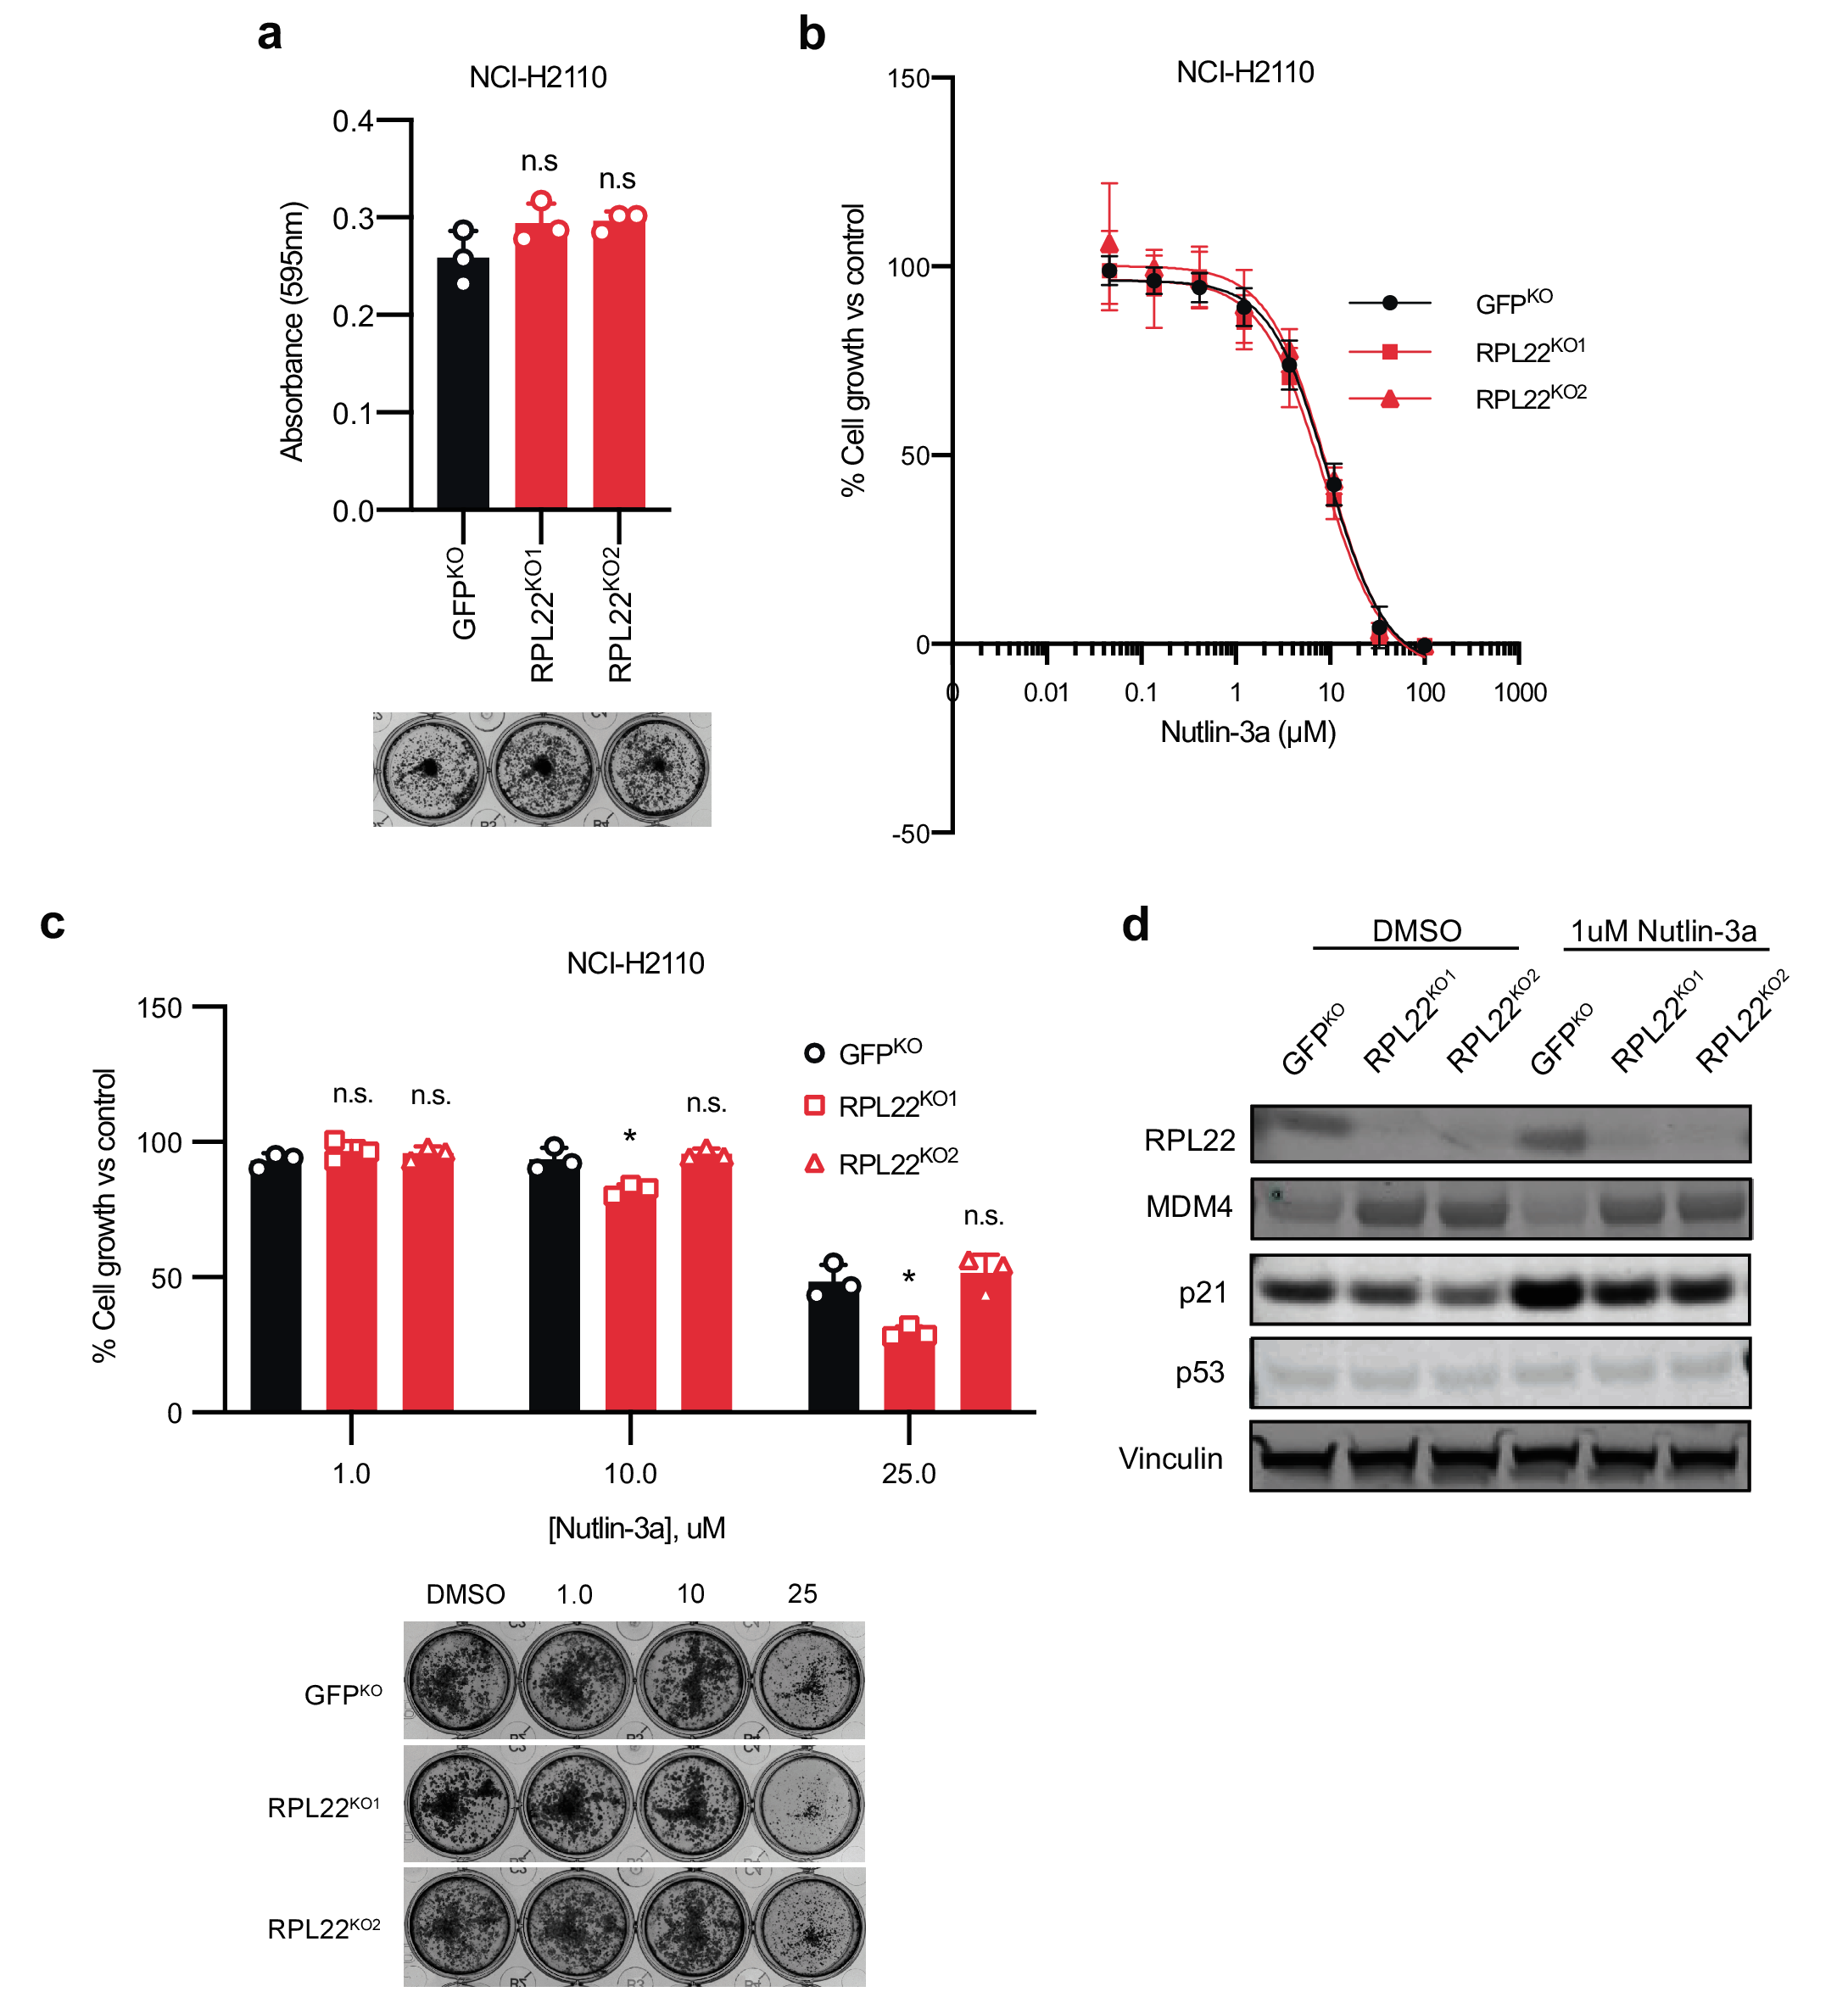 a
NCI-H2110
0.4
0.3
0.2
0.1
0.0
Absorbance (595nm)
n.s
n.s
GFPKO
RPL22KO1
RPL22KO2
b
NCI-H2110
150
100
50
0
-50
% Cell growth vs control
0 0.01 0.1 1 10 100 1000
Nutlin-3a (µM)
GFPKO
RPL22KO1
RPL22KO2
c
NCI-H2110
150
100
50
0
% Cell growth vs control
n.s. n.s. * n.s. * n.s.
GFPKO
RPL22KO1
RPL22KO2
1.0 10.0 25.0
[Nutlin-3a], uM
DMSO 1.0 10 25
GFPKO
RPL22KO1
RPL22KO2
d
DMSO 1uM Nutlin-3a
GFPKO RPL22KO1 RPL22KO2 GFPKO RPL22KO1 RPL22KO2
RPL22
MDM4
p21
p53
Vinculin